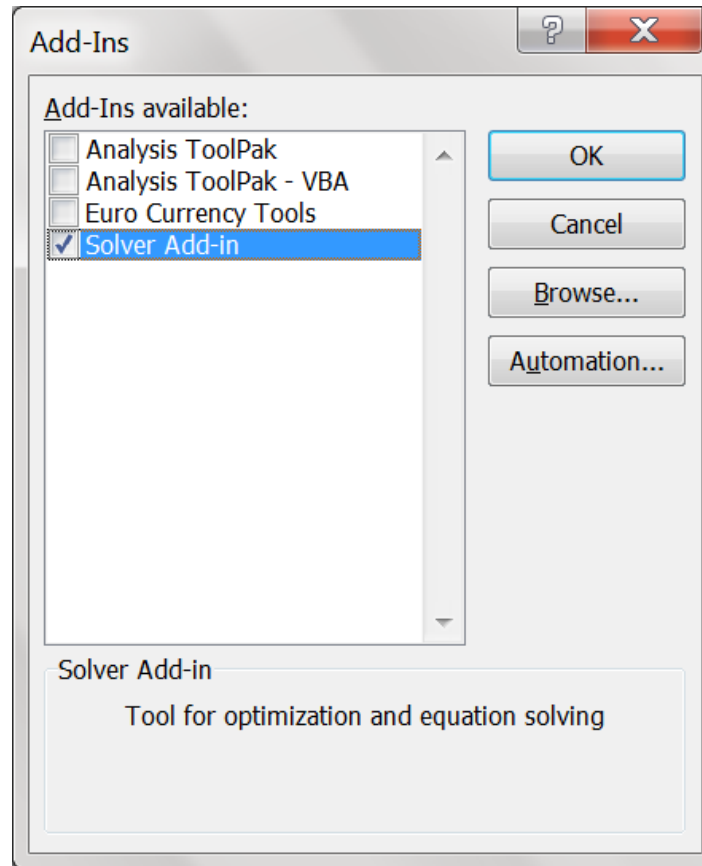 Add-Ins
?
X
Add-Ins available:
Analysis ToolPak
Analysis ToolPak - VBA
Euro Currency Tools
Solver Add-in
OK
Cancel
Browse...
Automation...
Solver Add-in
Tool for optimization and equation solving